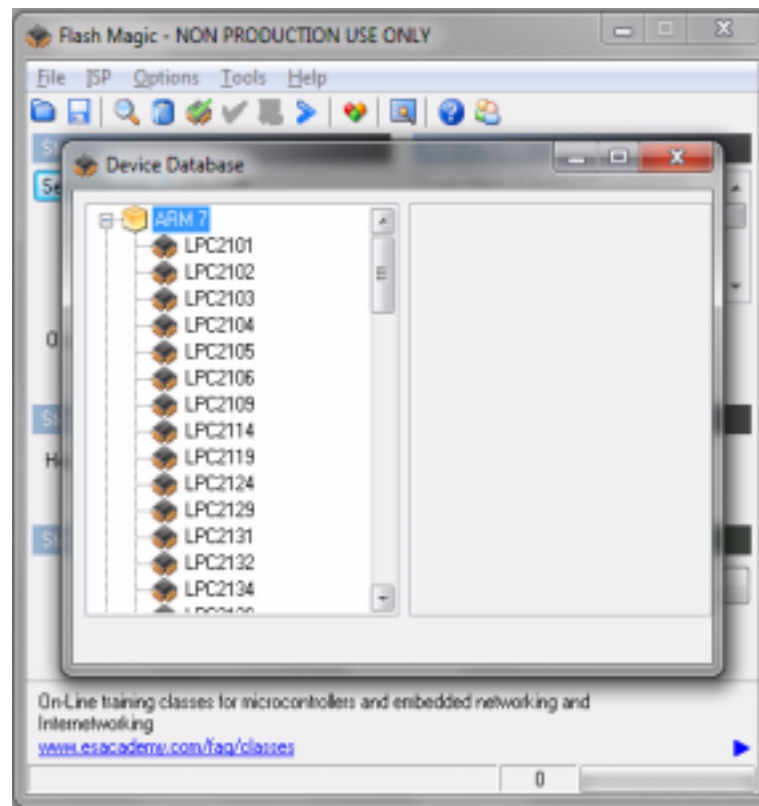 Flash Magic - NON PRODUCTION USE ONLY
File ISP Options Tools Help
Device Database
ARM 7
LPC2101
LPC2102
LPC2103
LPC2104
LPC2105
LPC2106
LPC2109
LPC2114
LPC2119
LPC2124
LPC2129
LPC2131
LPC2132
LPC2134
On-Line training classes for microcontrollers and embedded networking and
Internetworking
www.esacademy.com/faq/classes
0